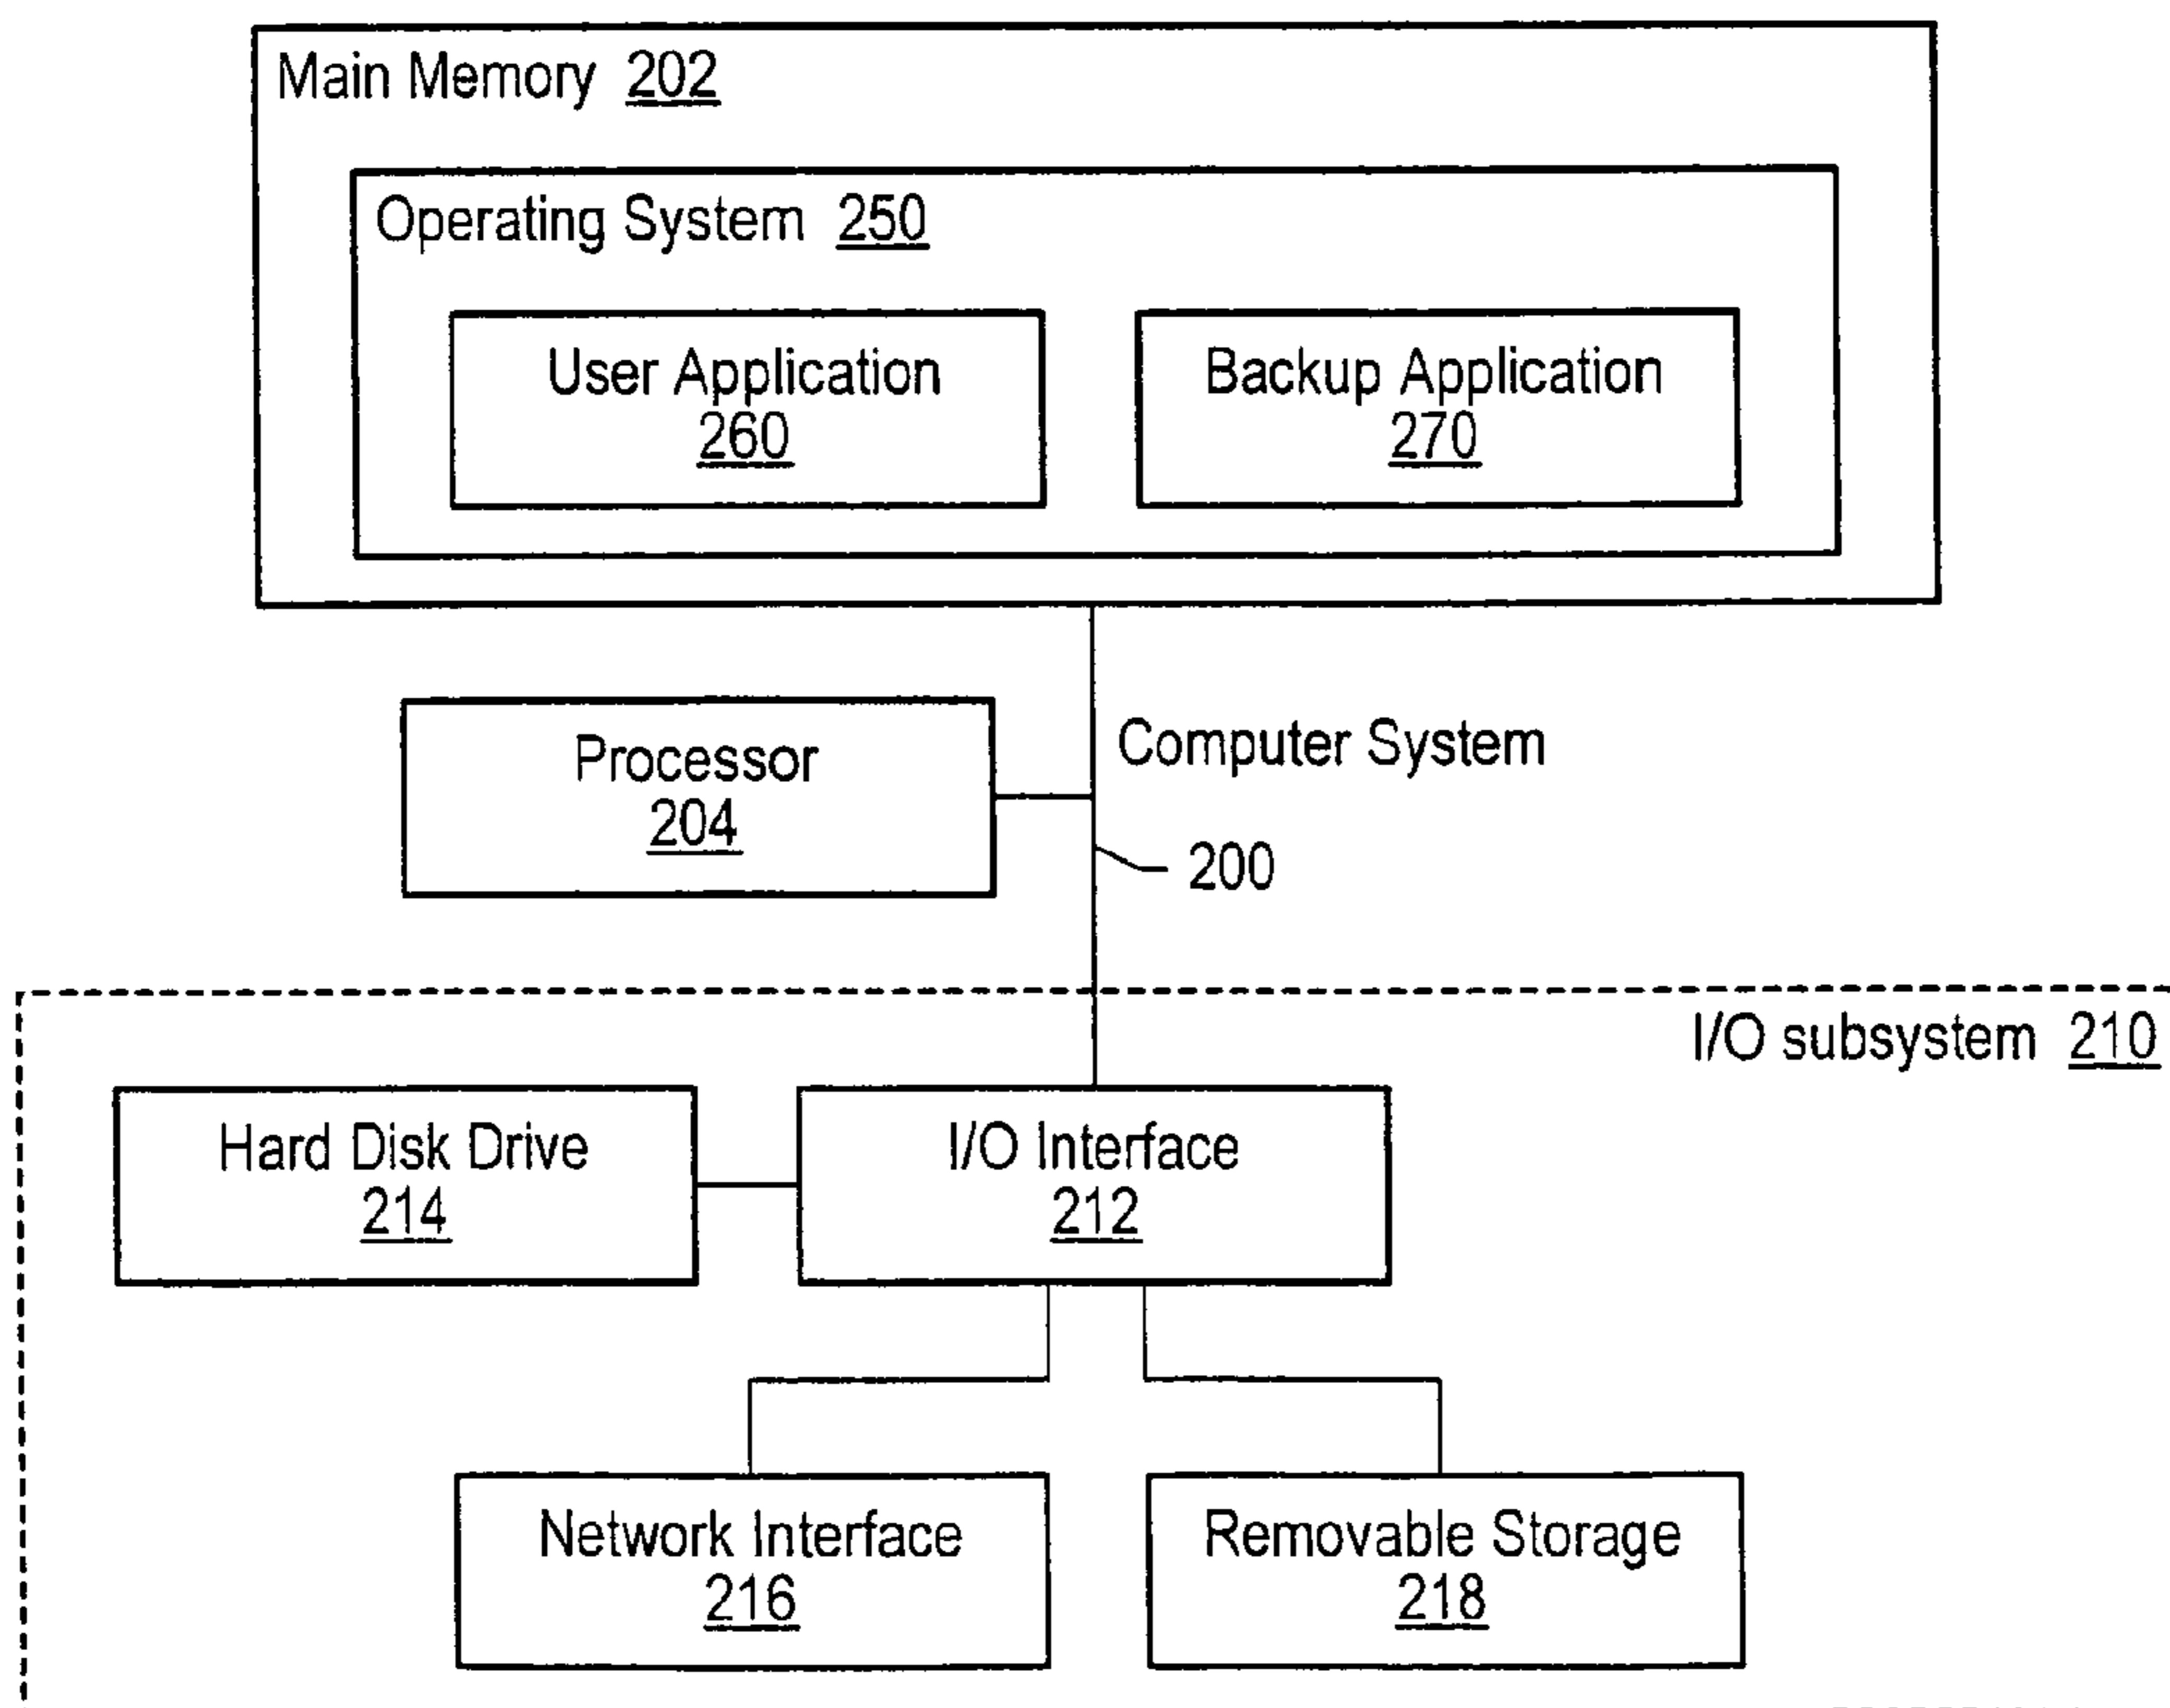 Main Memory 202
Operating System 250
User Application
260
Backup Application
270
Processor
204
Computer System
200
I/O subsystem 210
Hard Disk Drive
214
I/O Interface
212
Network Interface
216
Removable Storage
218